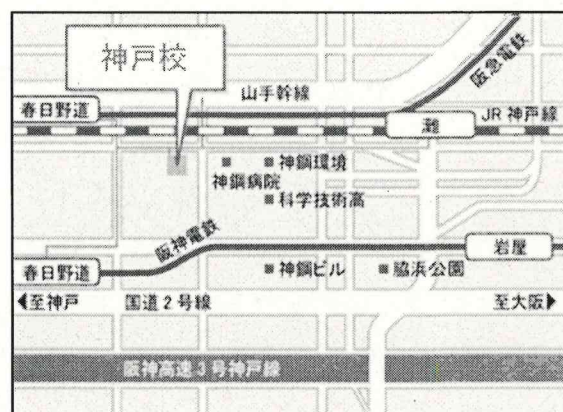 神戸校
阪急電鉄
山手幹線
春日野道
灘
JR 神戸線
神鋼環境
神鋼病院
科学技術高
阪神電鉄
岩屋
春日野道
神鋼ビル
脇浜公園
◀至神戸
国道2号線
至大阪▶
阪神高速3号神戸線